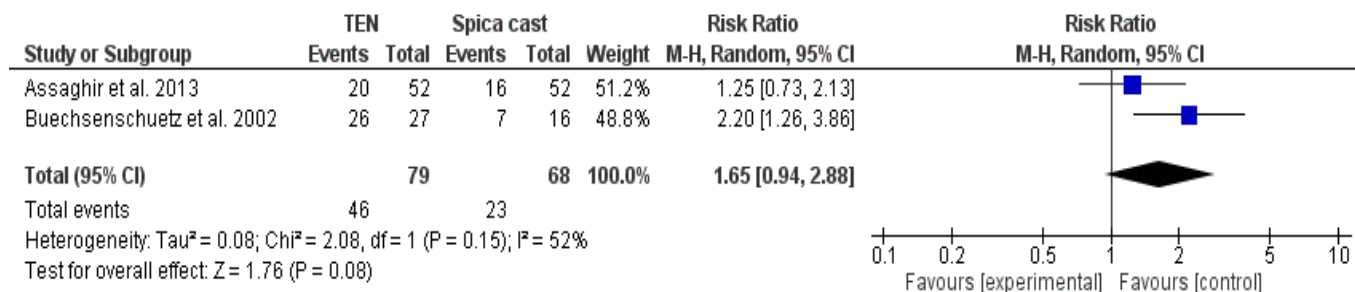 TEN Spica cast Risk Ratio Risk Ratio
Study or Subgroup Events Total Events Total Weight M-H, Random, 95% CI M-H, Random, 95% CI
Assaghir et al. 2013 20 52 16 52 51.2% 1.25 [0.73, 2.13]
Buechsenschuetz et al. 2002 26 27 7 16 48.8% 2.20 [1.26, 3.86]
Total (95% CI) 79 68 100.0% 1.65 [0.94, 2.88]
Total events 46 23
Heterogeneity: Tau² = 0.08; Chi² = 2.08, df = 1 (P = 0.15); I² = 52%
Test for overall effect: Z = 1.76 (P = 0.08)
0.1 0.2 0.5 1 2 5 10
Favours [experimental] Favours [control]